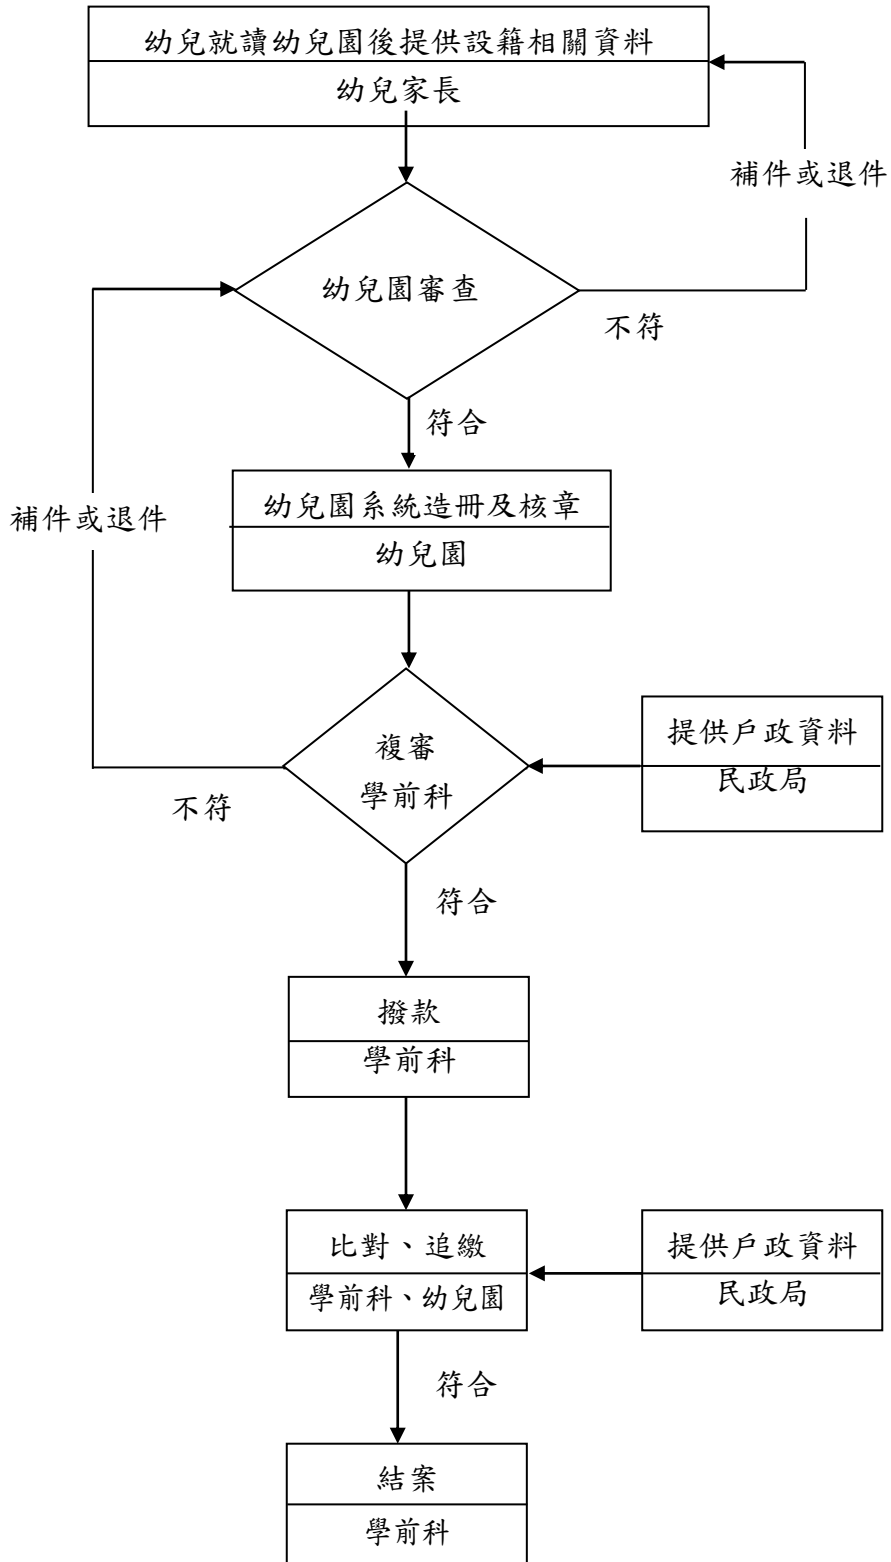 幼兒就讀幼兒園後提供設籍相關資料
幼兒家長
補件或退件
幼兒園審查
不符
符合
幼兒園系統造冊及核章
幼兒園
補件或退件
複審
學前科
提供戶政資料
民政局
不符
符合
撥款
學前科
比對、追繳
學前科、幼兒園
提供戶政資料
民政局
符合
結案
學前科